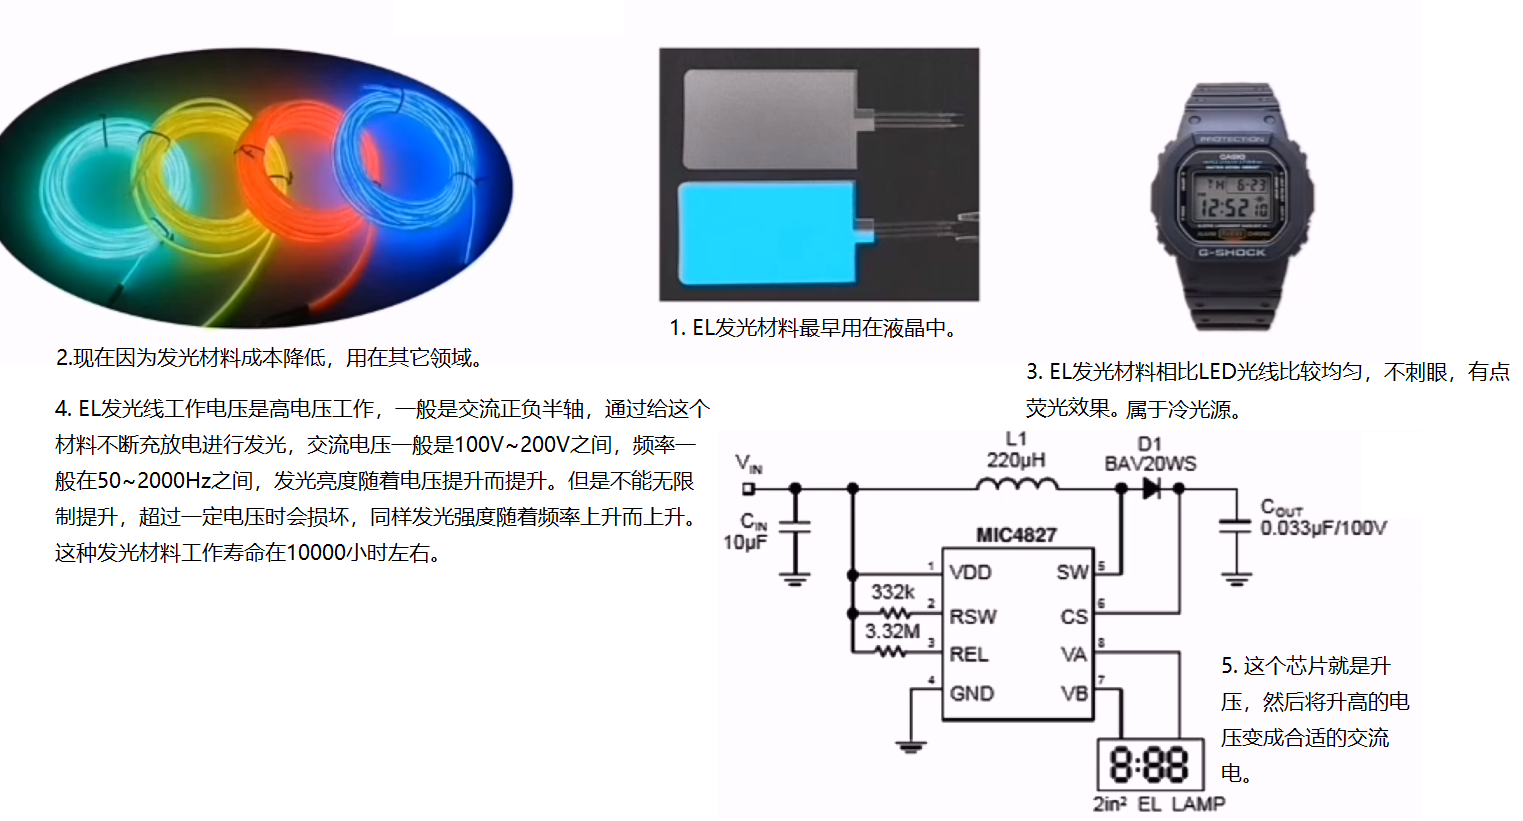 PROTECTION
CASIO
12:52
G-SHOCK
1. EL发光材料最早用在液晶中。
2.现在因为发光材料成本降低，用在其它领域。
3. EL发光材料相比LED光线比较均匀，不刺眼，有点
荧光效果。属于冷光源。
4. EL发光线工作电压是高电压工作，一般是交流正负半轴，通过给这个
材料不断充放电进行发光，交流电压一般是100V~200V之间，频率一
般在50~2000Hz之间，发光亮度随着电压提升而提升。但是不能无限
制提升，超过一定电压时会损坏，同样发光强度随着频率上升而上升。
这种发光材料工作寿命在10000小时左右。
L1
220μH
D1
BAV20WS
VIN
CIN
10μF
COUT
0.033μF/100V
MIC4827
1 VDD
SW 5
332k
2 RSW
CS 6
3.32M
3 REL
VA 8
4 GND
VB 7
8:88
2in² EL LAMP
5. 这个芯片就是升
压，然后将升高的电
压变成合适的交流
电。